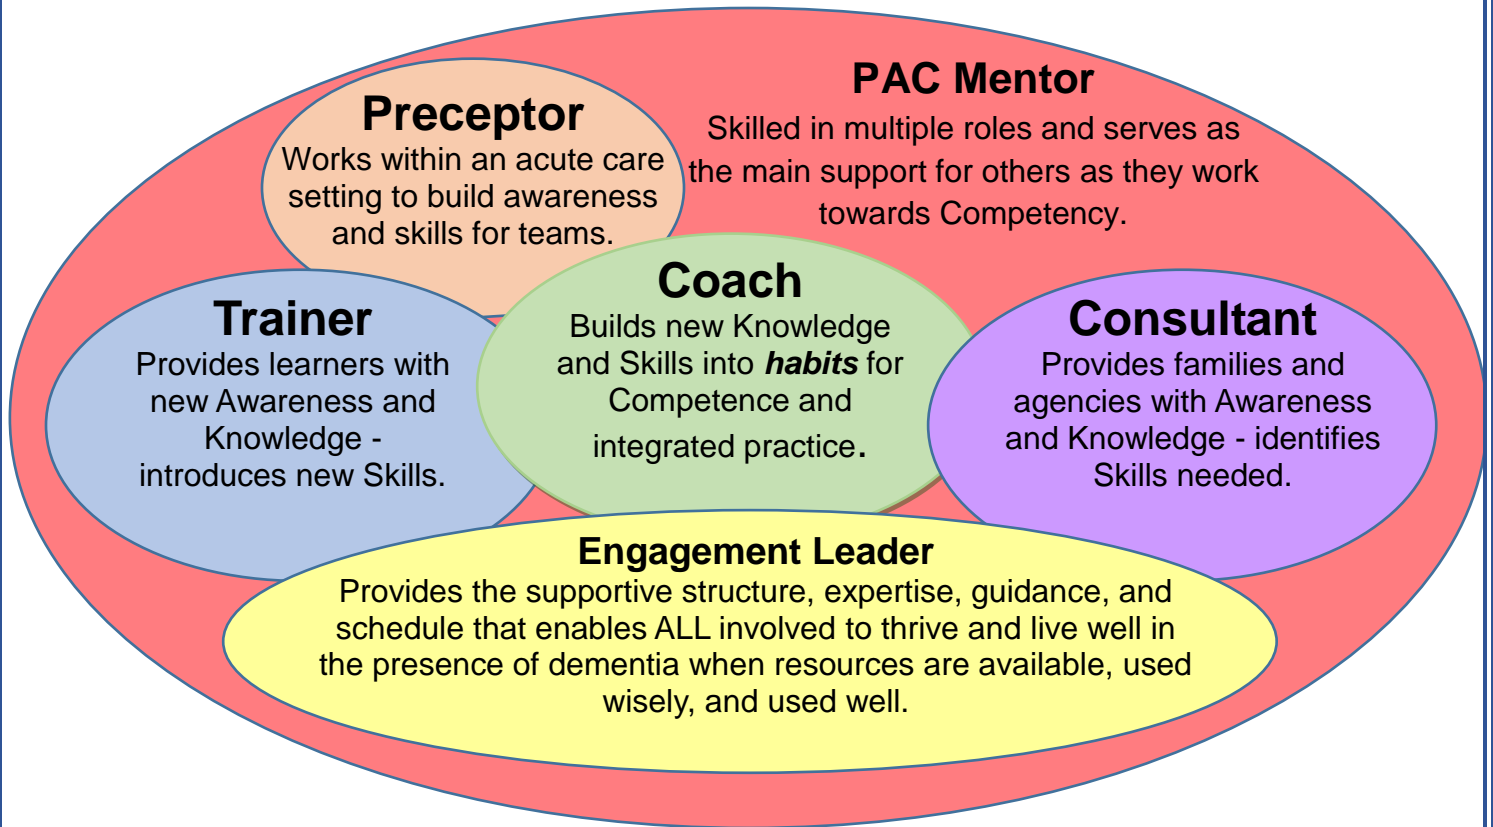 PAC Mentor
Skilled in multiple roles and serves as
the main support for others as they work
towards Competency.
Preceptor
Works within an acute care
setting to build awareness
and skills for teams.
Coach
Builds new Knowledge
and Skills into habits for
Competence and
integrated practice.
Trainer
Provides learners with
new Awareness and
Knowledge -
introduces new Skills.
Consultant
Provides families and
agencies with Awareness
and Knowledge - identifies
Skills needed.
Engagement Leader
Provides the supportive structure, expertise, guidance, and
schedule that enables ALL involved to thrive and live well in
the presence of dementia when resources are available, used
wisely, and used well.